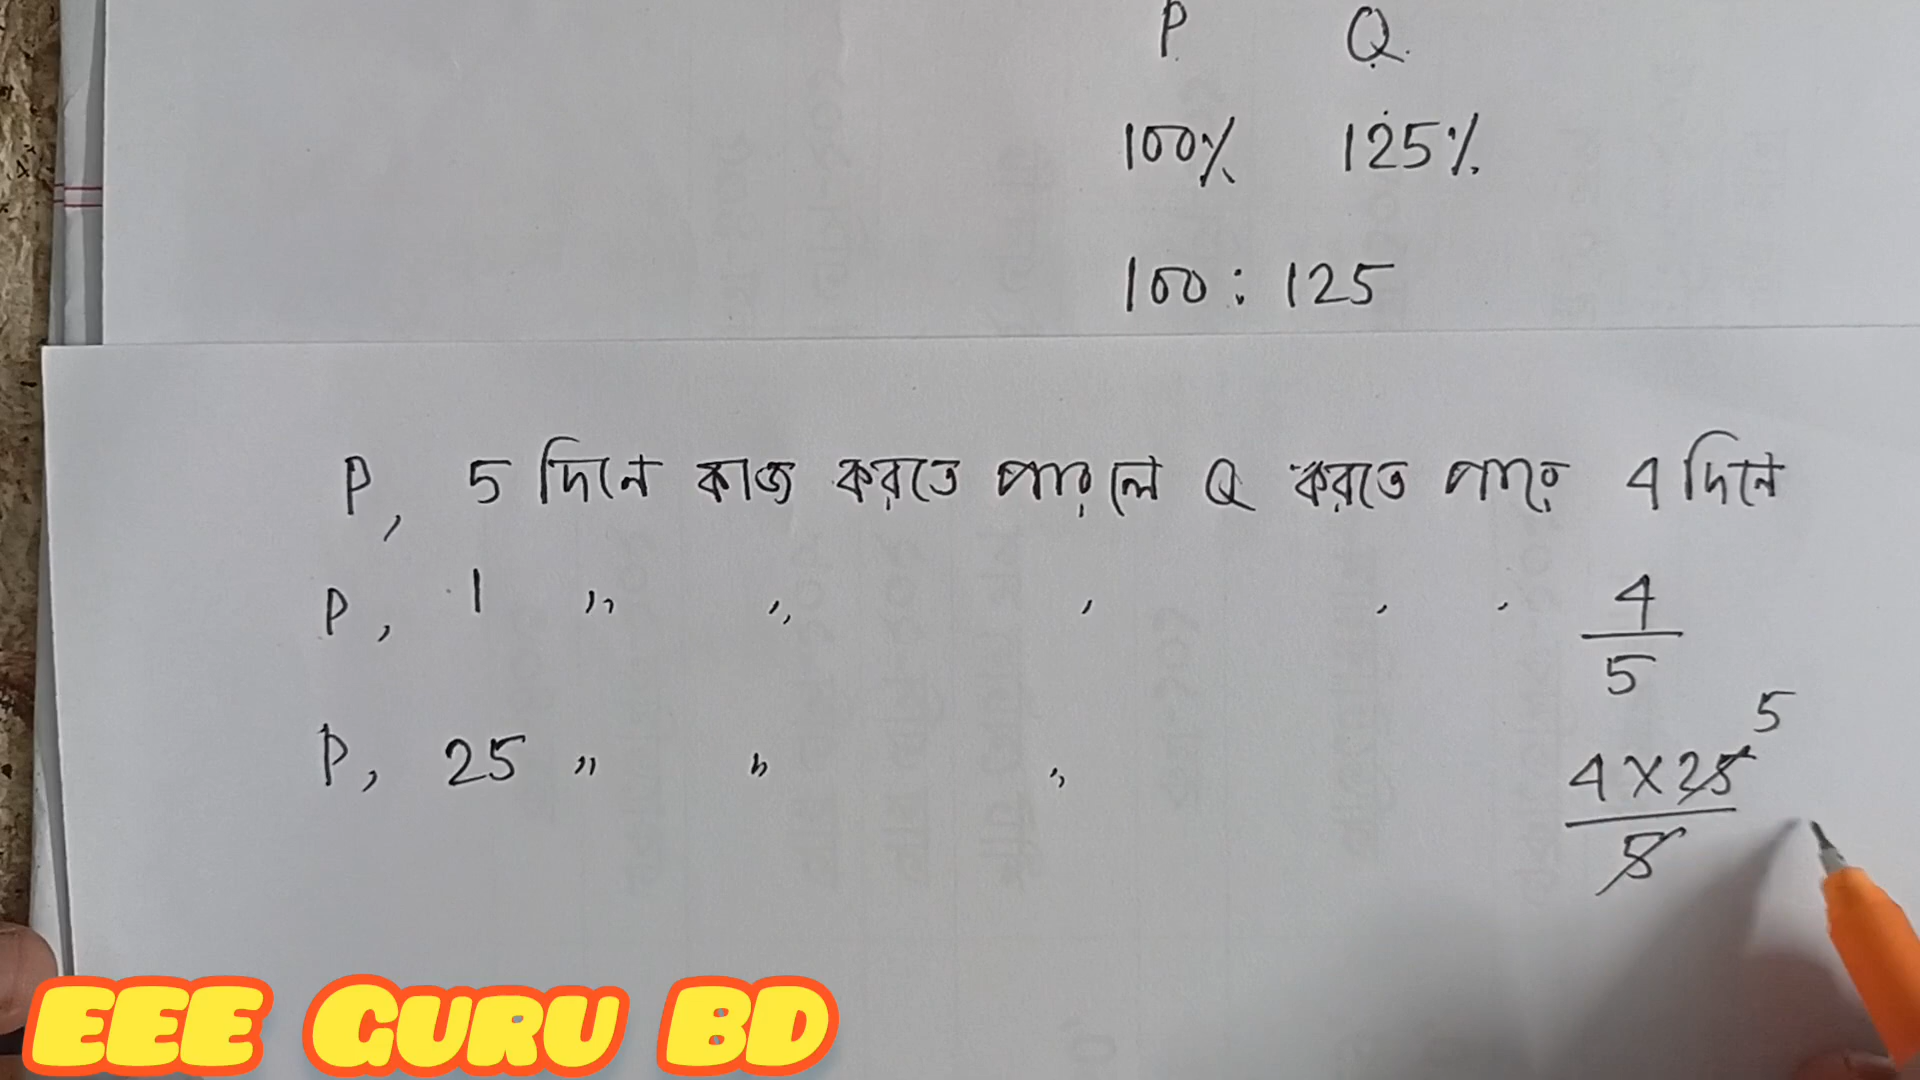 P Q
100% 125%
100 : 125
P, 5 দিনে কাজ করতে পারলে Q করতে পারে 4 দিনে
P, 1 " " " " " 4/5
P, 25 " " " 4 × 25 / 5 5
EEE GURU BD